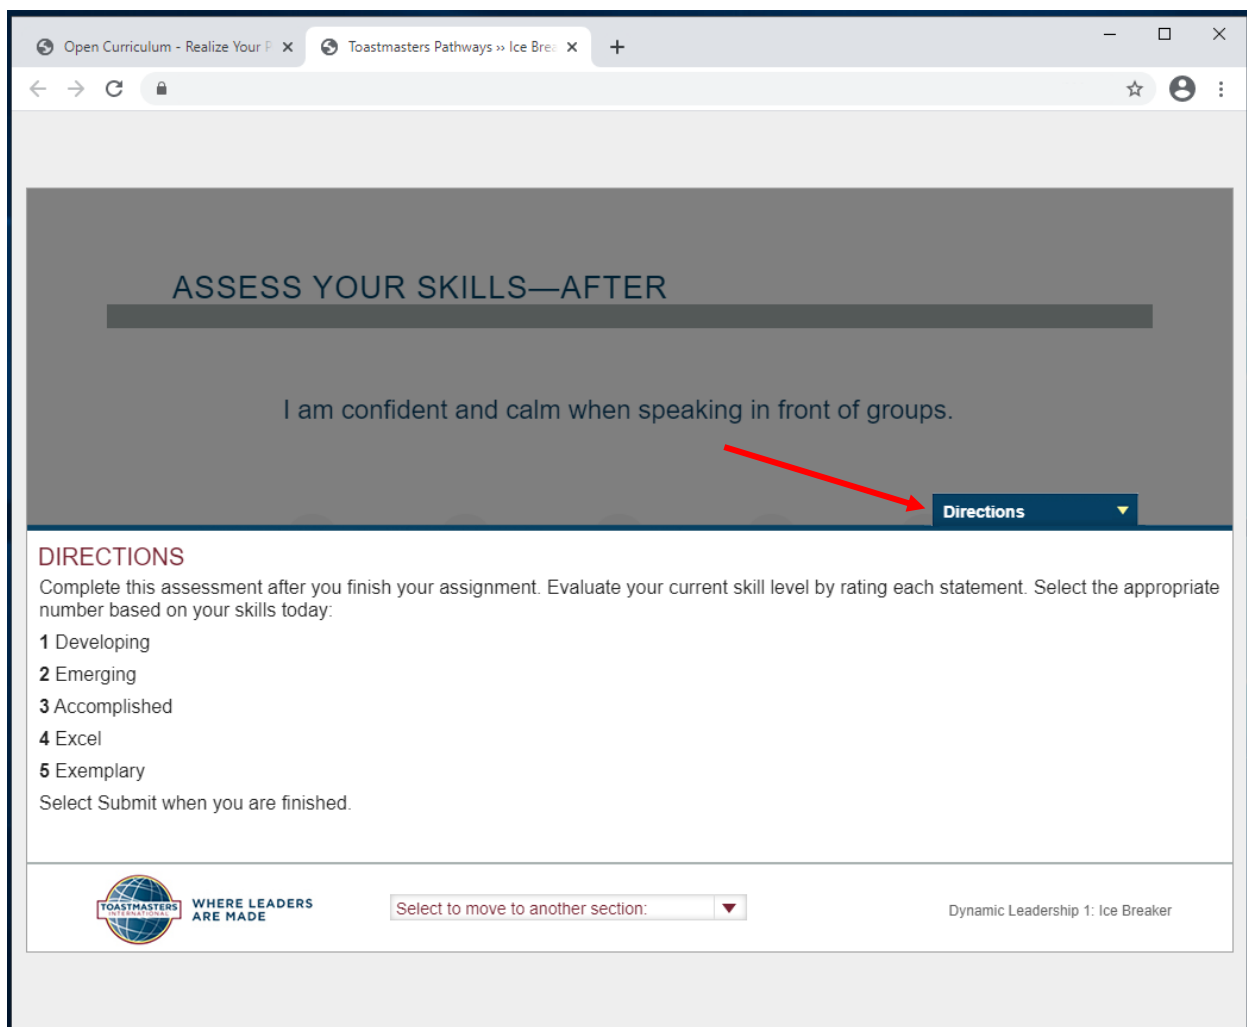 Open Curriculum - Realize Your P
Toastmasters Pathways ›› Ice Brea
ASSESS YOUR SKILLS—AFTER
I am confident and calm when speaking in front of groups.
Directions
DIRECTIONS
Complete this assessment after you finish your assignment. Evaluate your current skill level by rating each statement. Select the appropriate
number based on your skills today:
1 Developing
2 Emerging
3 Accomplished
4 Excel
5 Exemplary
Select Submit when you are finished.
TOASTMASTERS
INTERNATIONAL
WHERE LEADERS
ARE MADE
Select to move to another section:
Dynamic Leadership 1: Ice Breaker